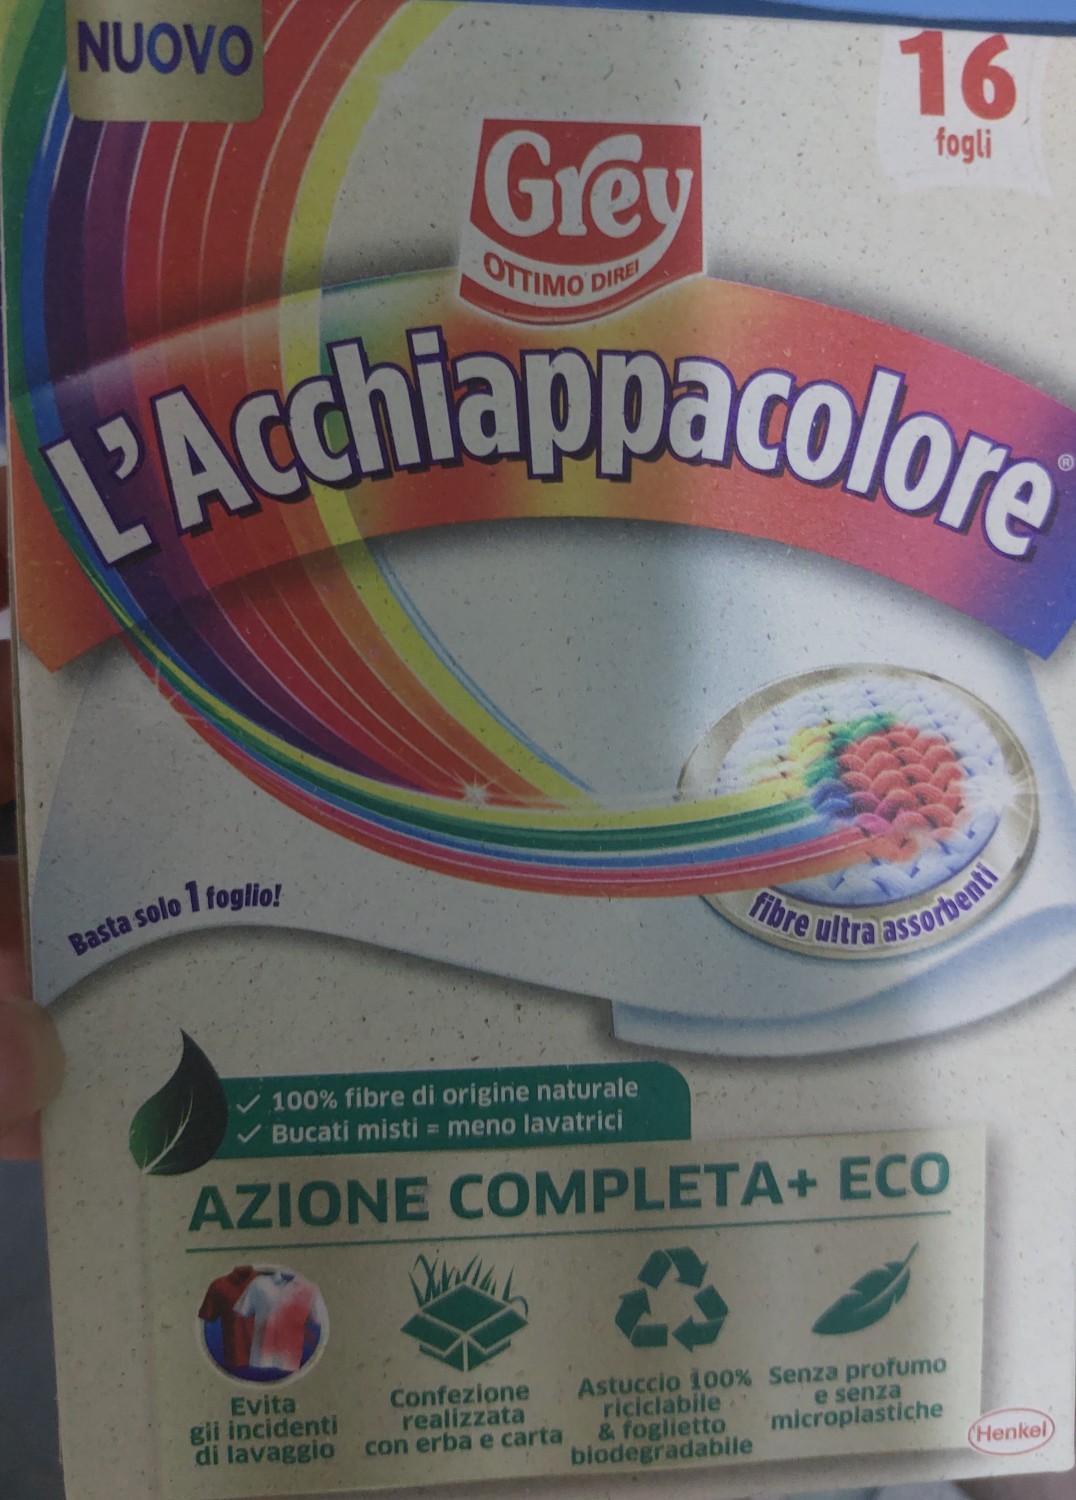 NUOVO
16
fogli
Grey
OTTIMO DIREI
L'Acchiappacolore®
Basta solo 1 foglio!
fibre ultra assorbenti
100% fibre di origine naturale
Bucati misti = meno lavatrici
AZIONE COMPLETA+ ECO
Evita
gli incidenti
di lavaggio
Confezione
realizzata
con erba e carta
Astuccio 100%
riciclabile
& foglietto
biodegradabile
Senza profumo
e senza
microplastiche
Henkel